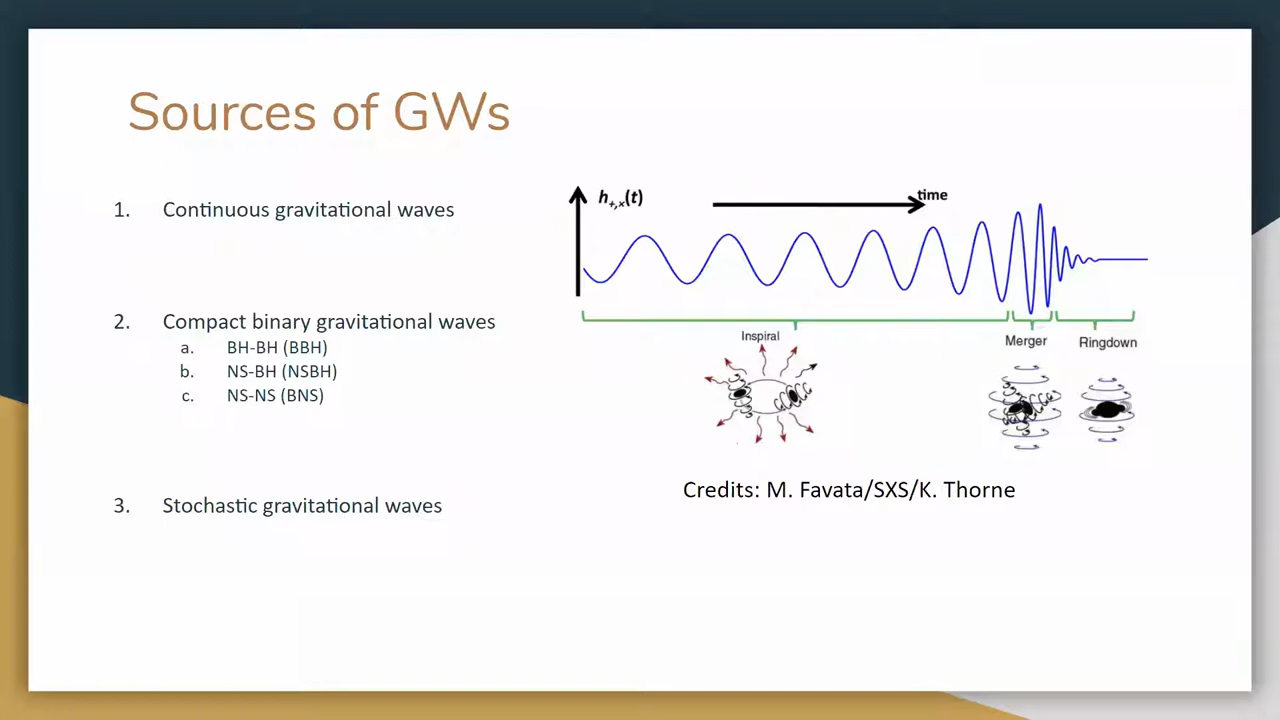 Sources of GWs
1. Continuous gravitational waves
2. Compact binary gravitational waves
a. BH-BH (BBH)
b. NS-BH (NSBH)
c. NS-NS (BNS)
3. Stochastic gravitational waves
h+,×(t)
time
Inspiral
Merger
Ringdown
Credits: M. Favata/SXS/K. Thorne